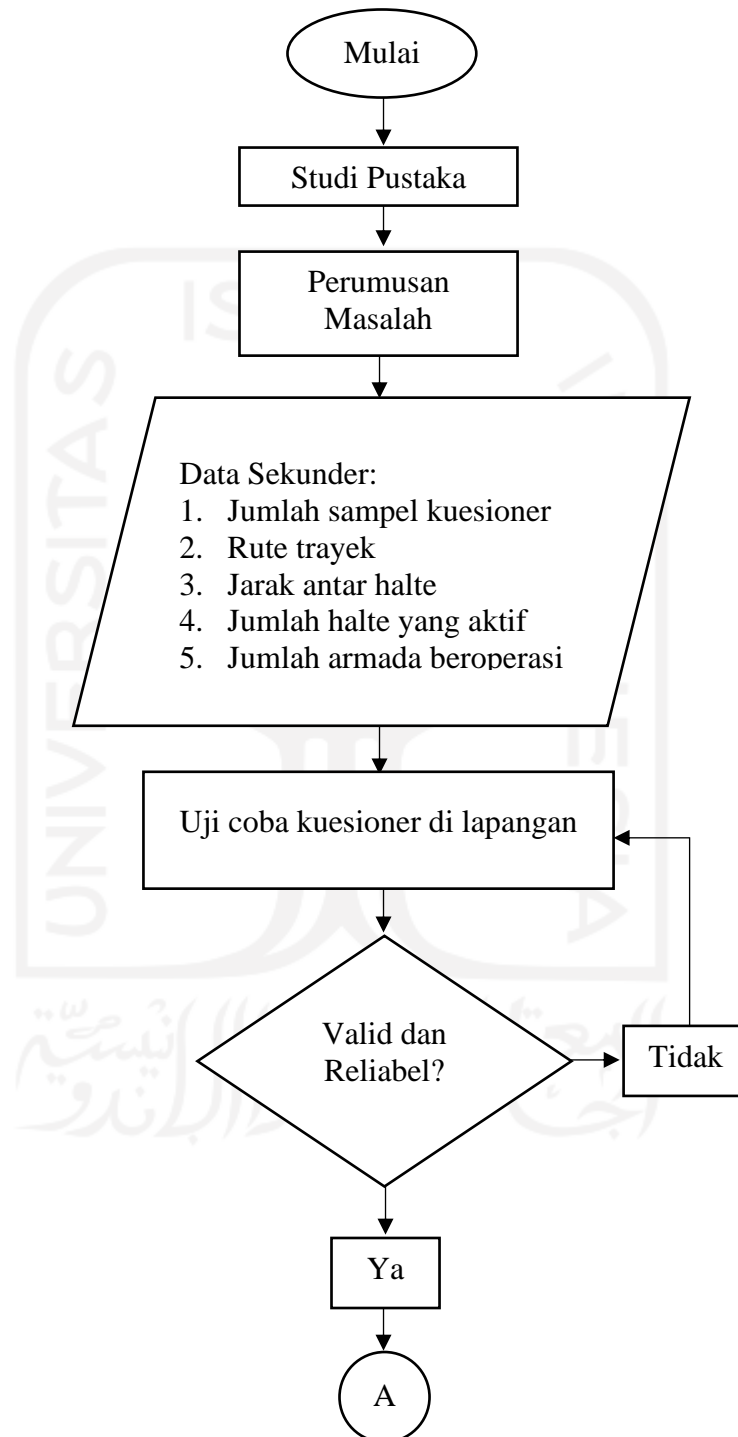 Mulai
Studi Pustaka
Perumusan
Masalah
Data Sekunder:
1. Jumlah sampel kuesioner
2. Rute trayek
3. Jarak antar halte
4. Jumlah halte yang aktif
5. Jumlah armada beroperasi
Uji coba kuesioner di lapangan
Valid dan
Reliabel?
Tidak
Ya
A
UNIVERSITAS